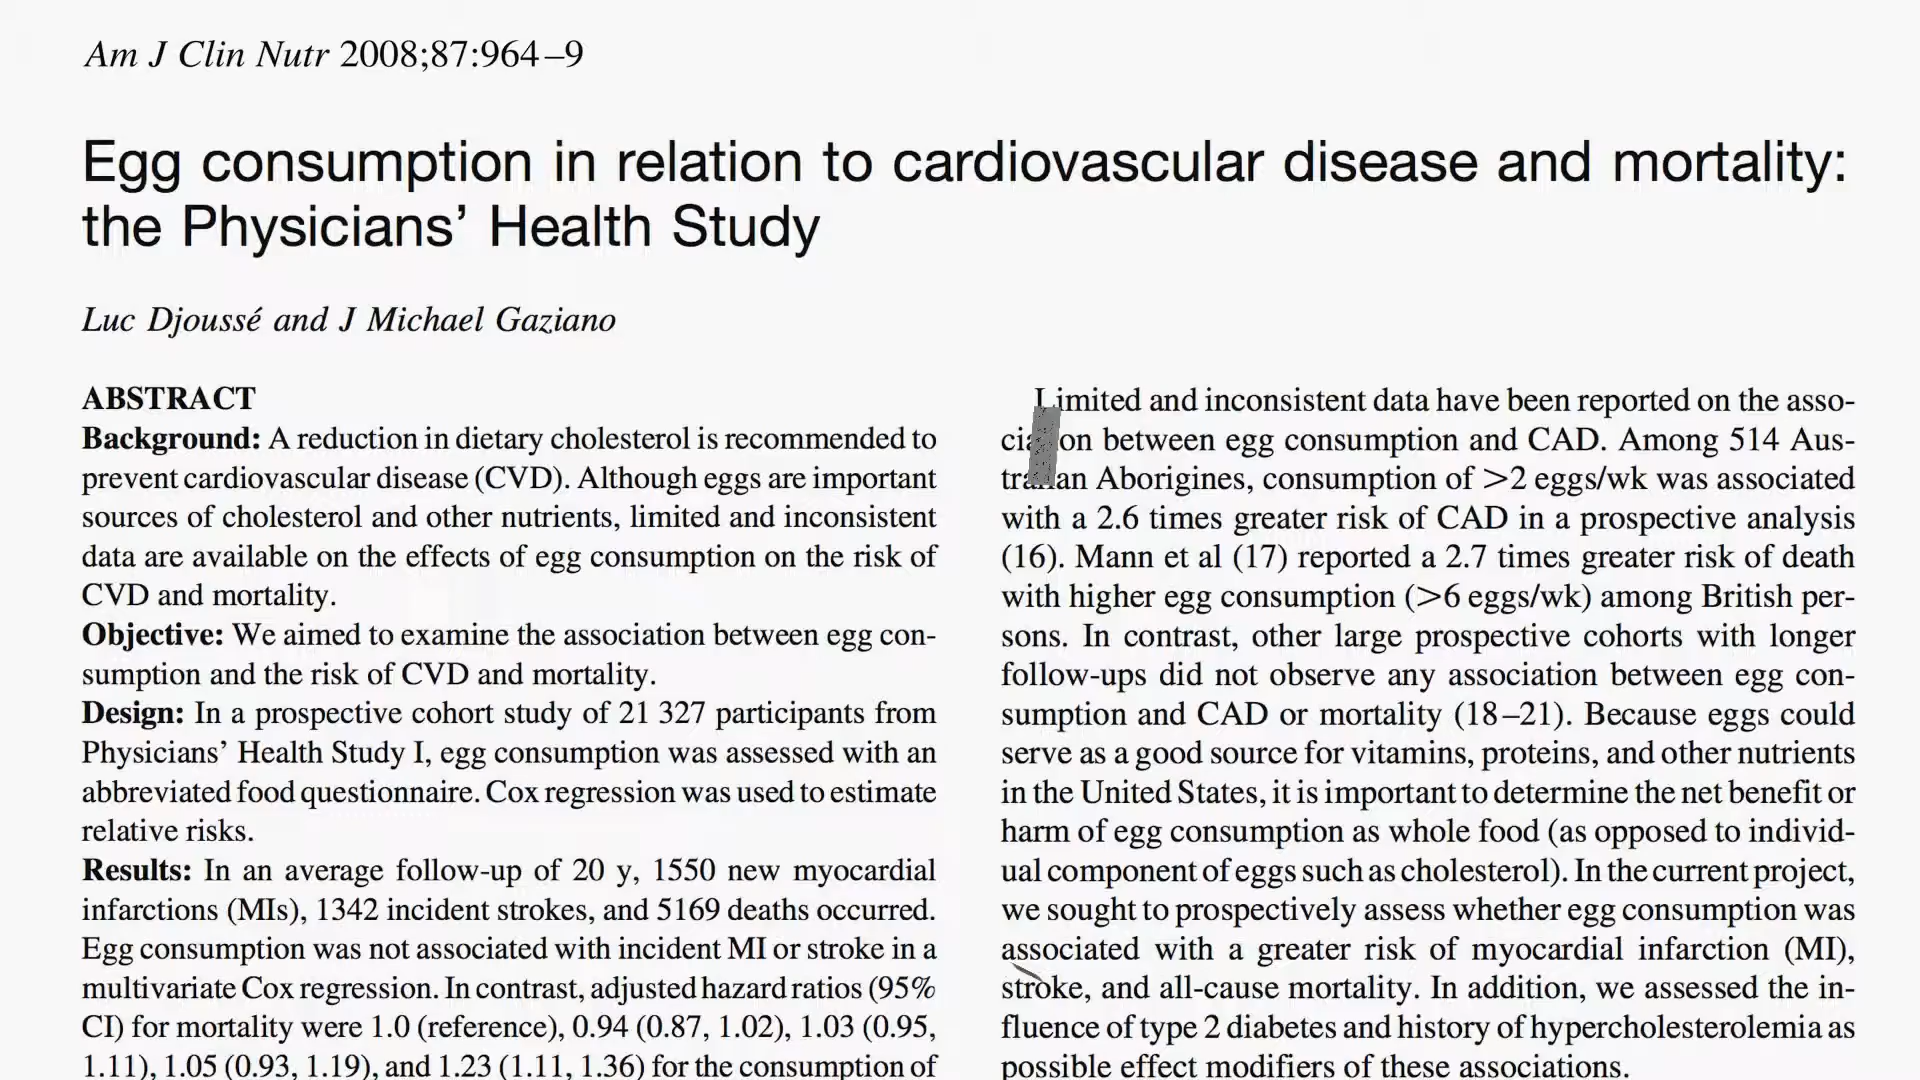 Am J Clin Nutr 2008;87:964–9
Egg consumption in relation to cardiovascular disease and mortality:
the Physicians’ Health Study
Luc Djoussé and J Michael Gaziano
ABSTRACT
Background: A reduction in dietary cholesterol is recommended to
prevent cardiovascular disease (CVD). Although eggs are important
sources of cholesterol and other nutrients, limited and inconsistent
data are available on the effects of egg consumption on the risk of
CVD and mortality.
Objective: We aimed to examine the association between egg con-
sumption and the risk of CVD and mortality.
Design: In a prospective cohort study of 21 327 participants from
Physicians’ Health Study I, egg consumption was assessed with an
abbreviated food questionnaire. Cox regression was used to estimate
relative risks.
Results: In an average follow-up of 20 y, 1550 new myocardial
infarctions (MIs), 1342 incident strokes, and 5169 deaths occurred.
Egg consumption was not associated with incident MI or stroke in a
multivariate Cox regression. In contrast, adjusted hazard ratios (95%
CI) for mortality were 1.0 (reference), 0.94 (0.87, 1.02), 1.03 (0.95,
1.11), 1.05 (0.93, 1.19), and 1.23 (1.11, 1.36) for the consumption of
Limited and inconsistent data have been reported on the asso-
between egg consumption and CAD. Among 514 Aus-
Aborigines, consumption of >2 eggs/wk was associated
with a 2.6 times greater risk of CAD in a prospective analysis
(16). Mann et al (17) reported a 2.7 times greater risk of death
with higher egg consumption (>6 eggs/wk) among British per-
sons. In contrast, other large prospective cohorts with longer
follow-ups did not observe any association between egg con-
sumption and CAD or mortality (18–21). Because eggs could
serve as a good source for vitamins, proteins, and other nutrients
in the United States, it is important to determine the net benefit or
harm of egg consumption as whole food (as opposed to individ-
ual component of eggs such as cholesterol). In the current project,
we sought to prospectively assess whether egg consumption was
associated with a greater risk of myocardial infarction (MI),
stroke, and all-cause mortality. In addition, we assessed the in-
fluence of type 2 diabetes and history of hypercholesterolemia as
possible effect modifiers of these associations.